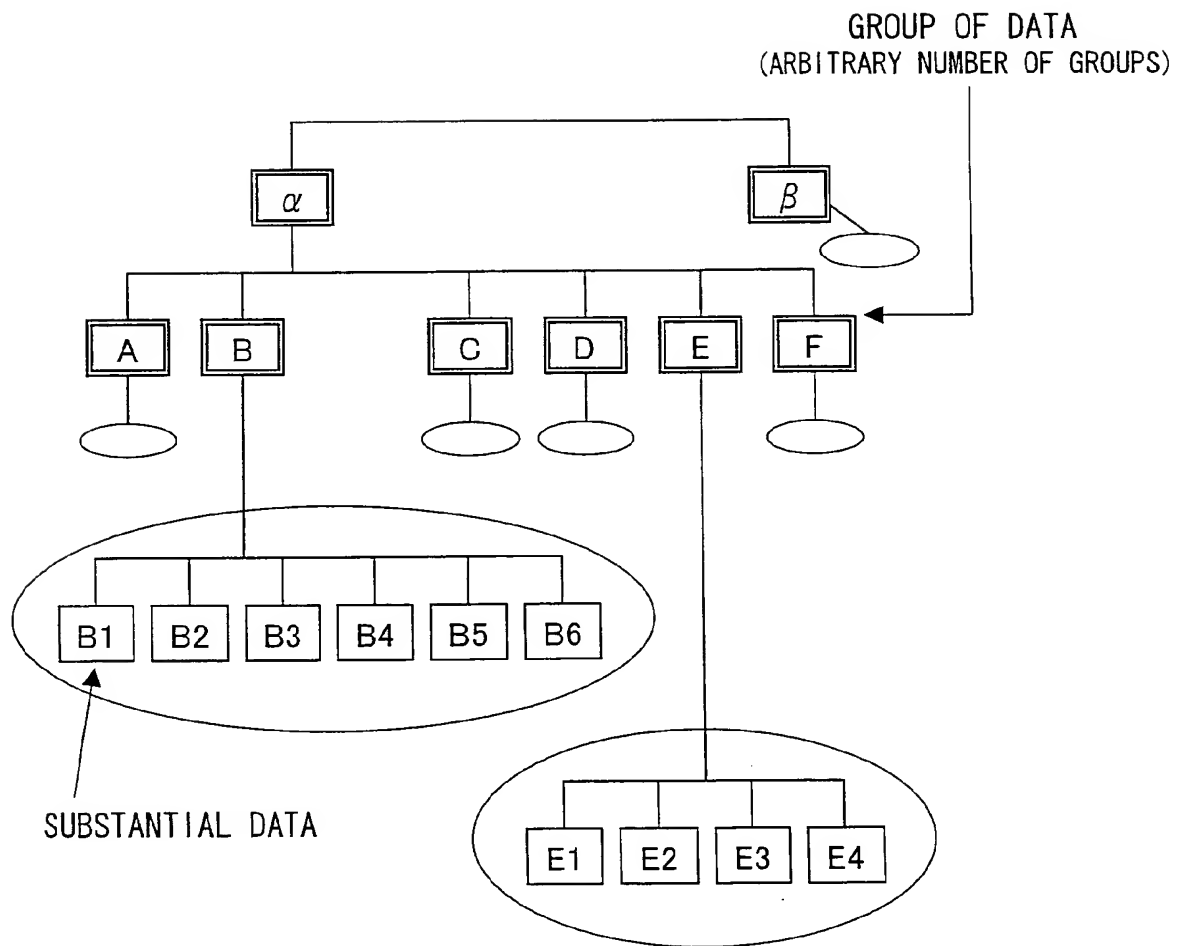 GROUP OF DATA
(ARBITRARY NUMBER OF GROUPS)
α β
A B C D E F
B1 B2 B3 B4 B5 B6
SUBSTANTIAL DATA
E1 E2 E3 E4